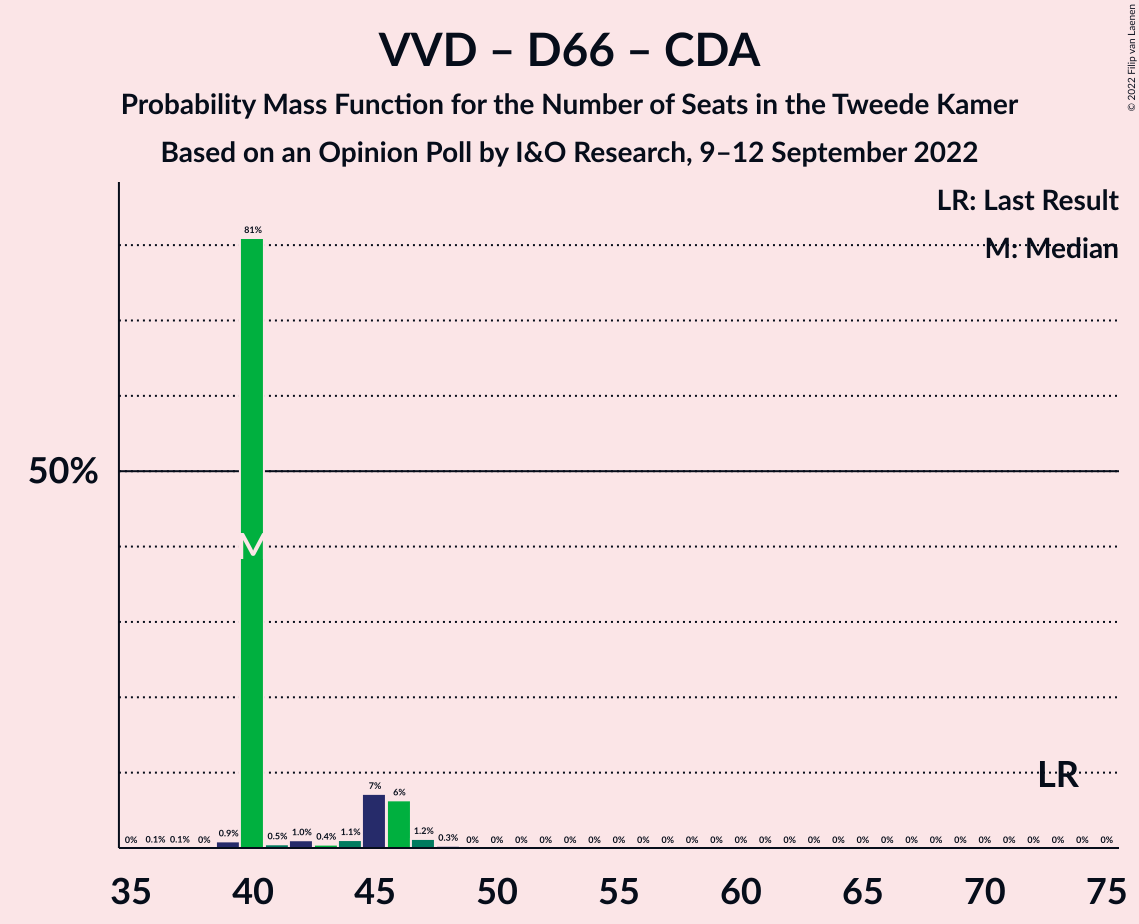 VVD – D66 – CDA
Probability Mass Function for the Number of Seats in the Tweede Kamer
Based on an Opinion Poll by I&O Research, 9–12 September 2022
© 2022 Filip van Laenen
LR: Last Result
M: Median
50%
81%
M
LR
0% 0.1% 0.1% 0% 0.9% 0.5% 1.0% 0.4% 1.1% 7% 6% 1.2% 0.3% 0% 0% 0% 0% 0% 0% 0% 0% 0% 0% 0% 0% 0% 0% 0% 0% 0% 0% 0% 0% 0% 0% 0% 0% 0% 0% 0%
35 40 45 50 55 60 65 70 75